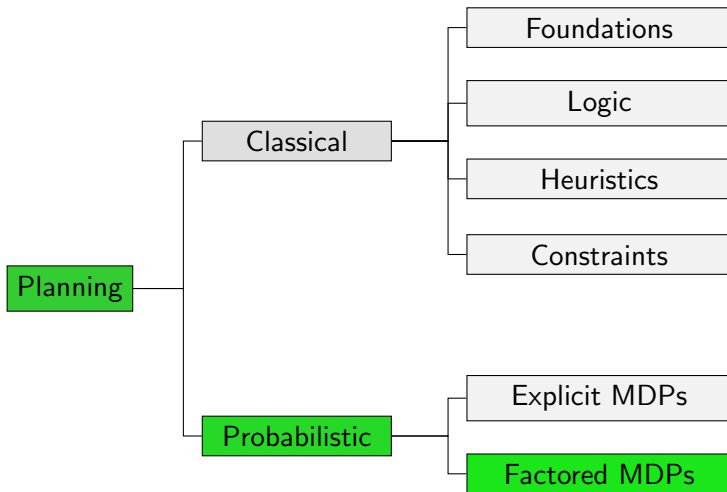 Planning
Classical
Foundations
Logic
Heuristics
Constraints
Probabilistic
Explicit MDPs
Factored MDPs